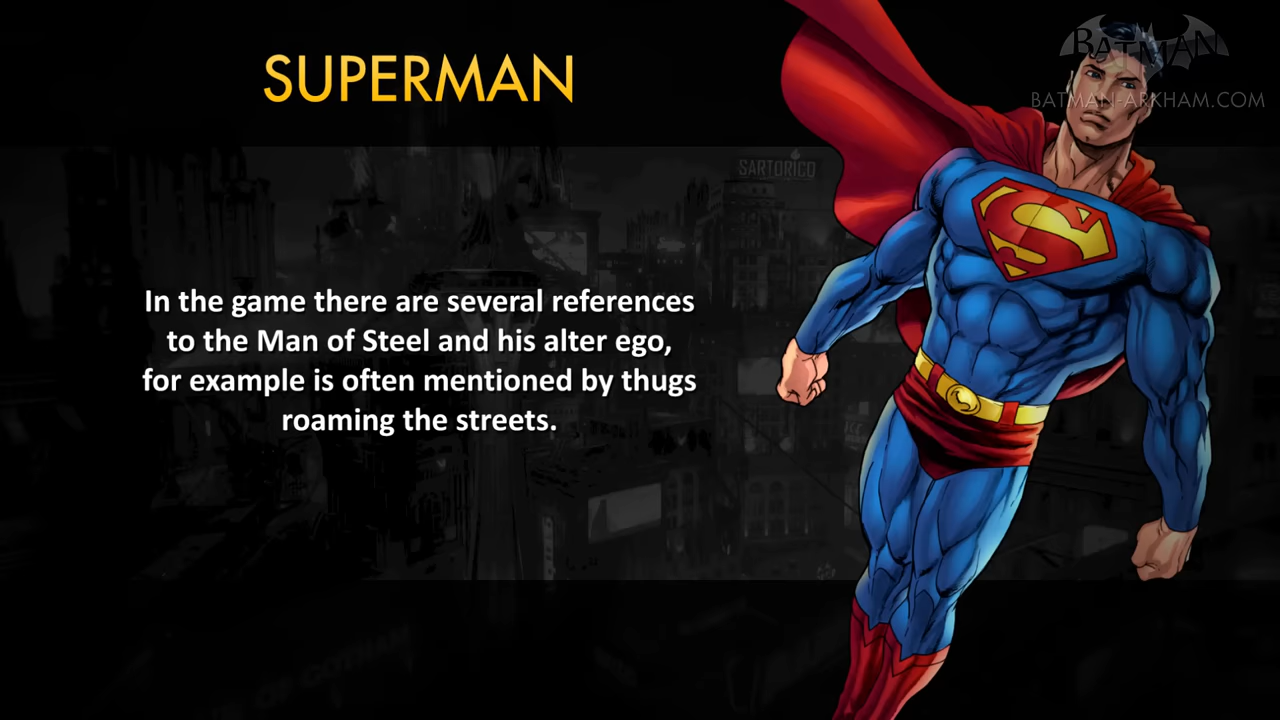 SUPERMAN
BATMAN
BATMAN-ARKHAM.COM
SARTORICO
In the game there are several references
to the Man of Steel and his alter ego,
for example is often mentioned by thugs
roaming the streets.